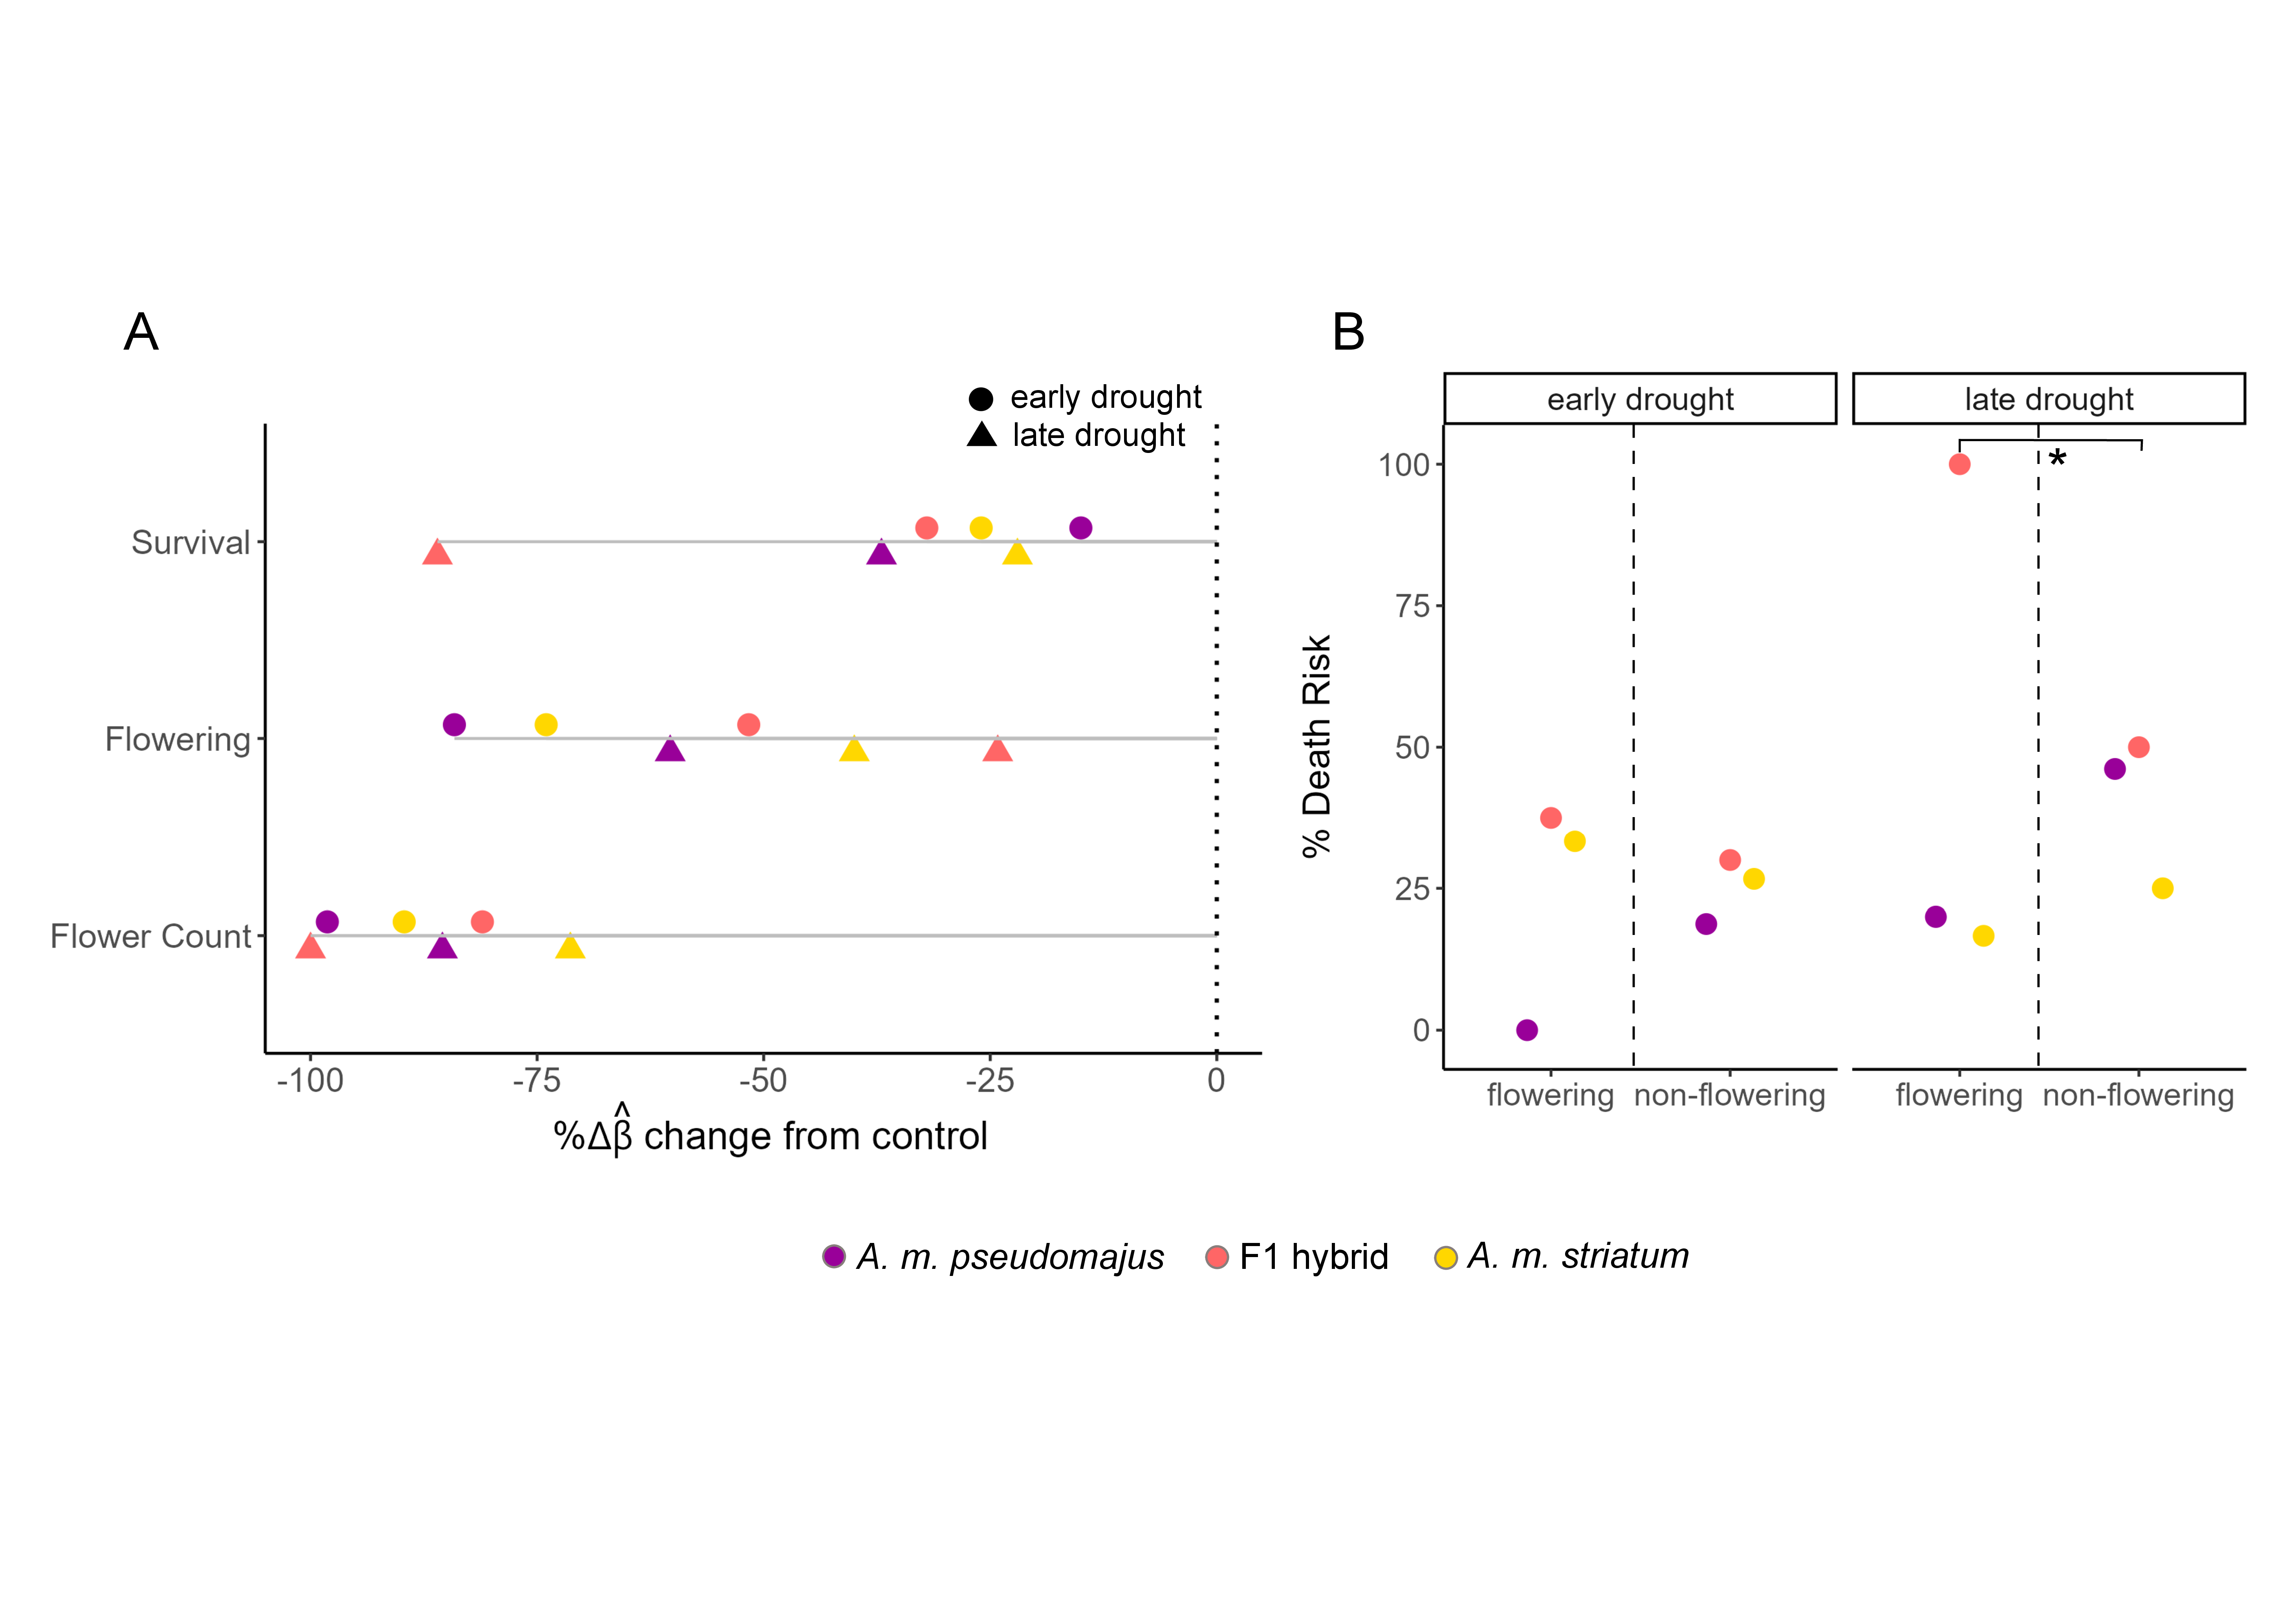 A
B
early drought
late drought
early drought
late drought
Survival
Flowering
Flower Count
-100 -75 -50 -25 0
%Δβ̂ change from control
% Death Risk
100
75
50
25
0
*
flowering non-flowering flowering non-flowering
A. m. pseudomajus F1 hybrid A. m. striatum